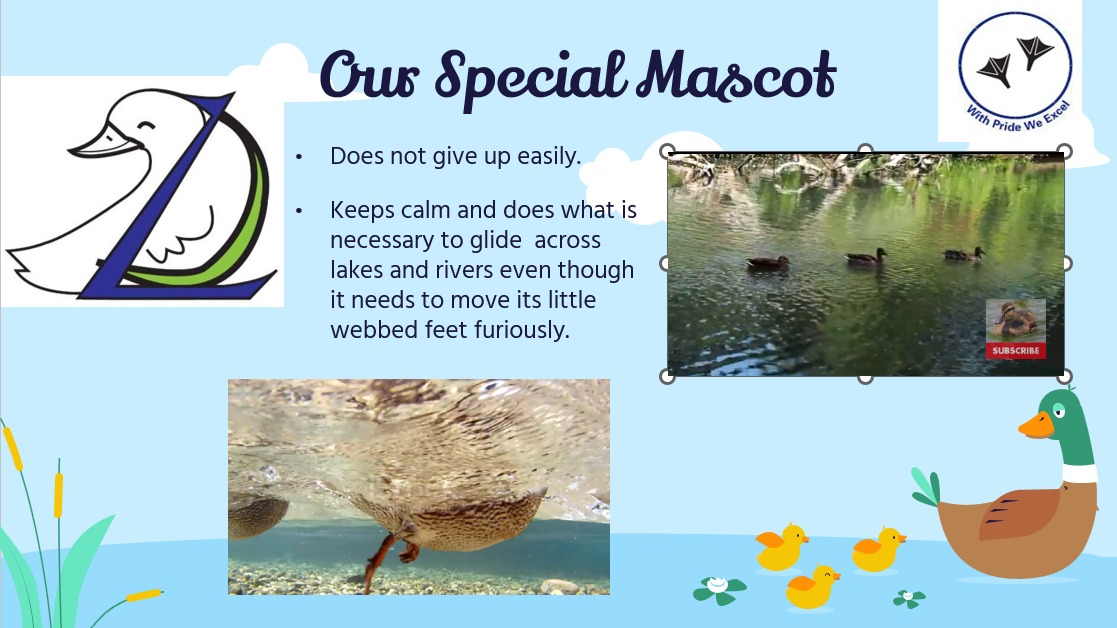 Our Special Mascot
With Pride We Excel
• Does not give up easily.
• Keeps calm and does what is
necessary to glide  across
lakes and rivers even though
it needs to move its little
webbed feet furiously.
SUBSCRIBE